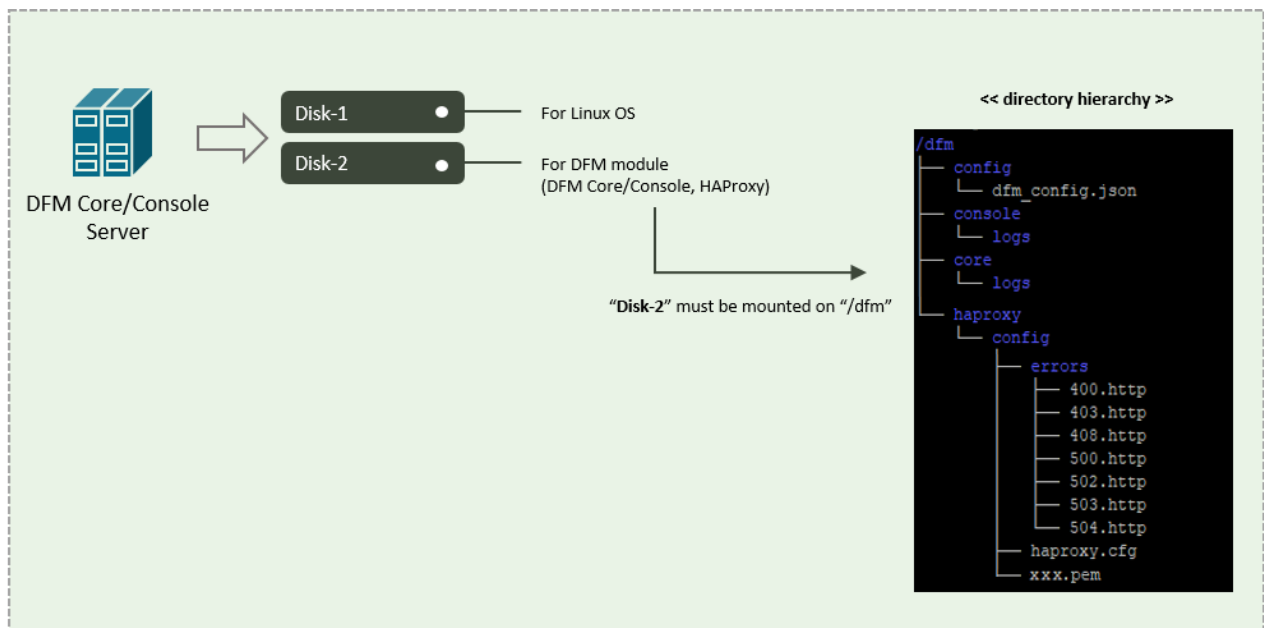 DFM Core/Console
Server
Disk-1
Disk-2
For Linux OS
For DFM module
(DFM Core/Console, HAProxy)
“Disk-2” must be mounted on “/dfm”
<< directory hierarchy >>
/dfm
config
dfm_config.json
console
logs
core
logs
haproxy
config
errors
400.http
403.http
408.http
500.http
502.http
503.http
504.http
haproxy.cfg
xxx.pem